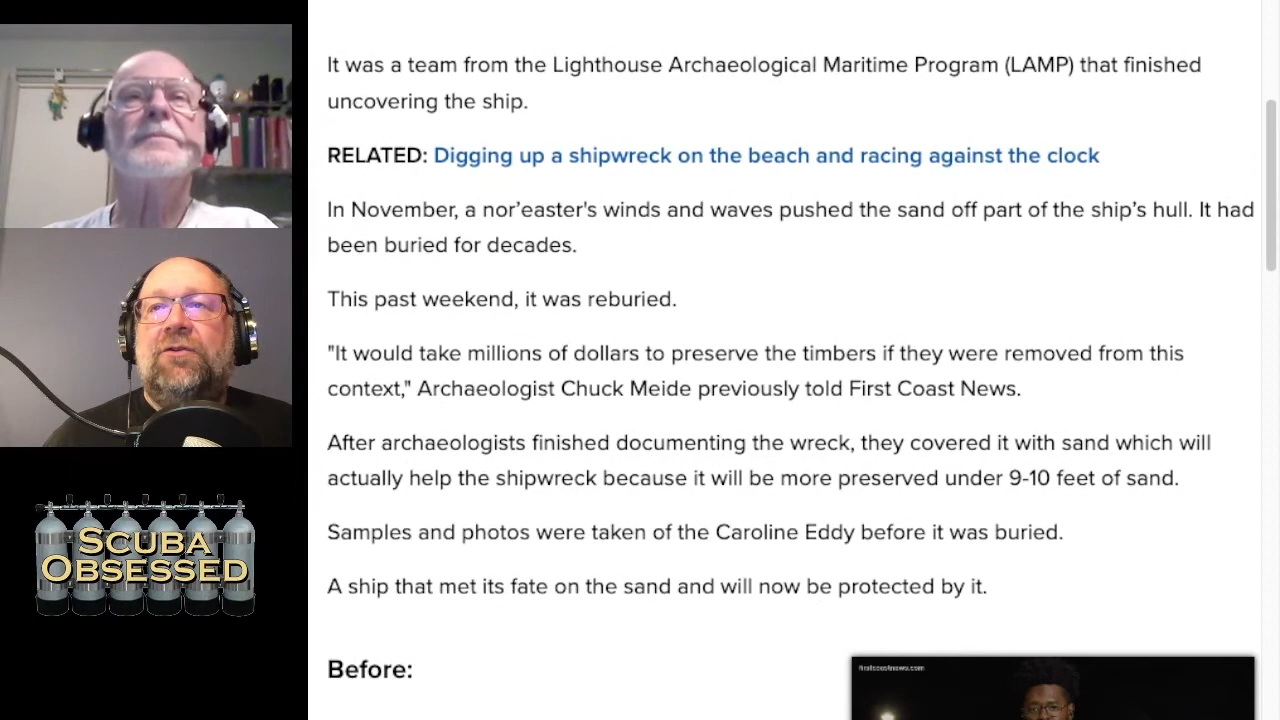 It was a team from the Lighthouse Archaeological Maritime Program (LAMP) that finished
uncovering the ship.
RELATED: Digging up a shipwreck on the beach and racing against the clock
In November, a nor’easter's winds and waves pushed the sand off part of the ship’s hull. It had
been buried for decades.
This past weekend, it was reburied.
"It would take millions of dollars to preserve the timbers if they were removed from this
context," Archaeologist Chuck Meide previously told First Coast News.
After archaeologists finished documenting the wreck, they covered it with sand which will
actually help the shipwreck because it will be more preserved under 9-10 feet of sand.
Samples and photos were taken of the Caroline Eddy before it was buried.
A ship that met its fate on the sand and will now be protected by it.
Before:
firstcoastnews.com
SCUBA
OBSESSED